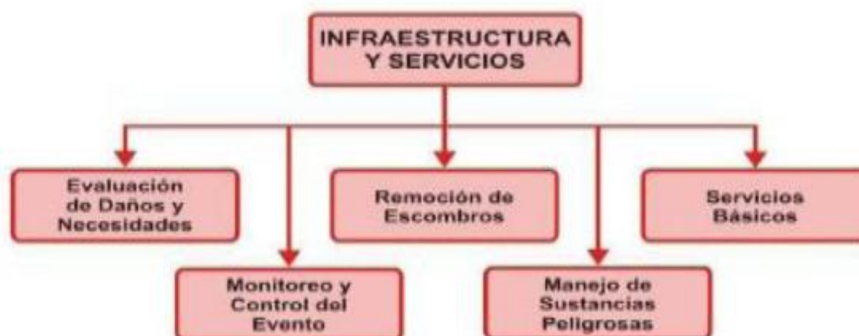 INFRAESTRUCTURA
Y SERVICIOS
Evaluación
de Daños y
Necesidades
Remoción de
Escombros
Servicios
Básicos
Monitoreo y
Control del
Evento
Manejo de
Sustancias
Peligrosas